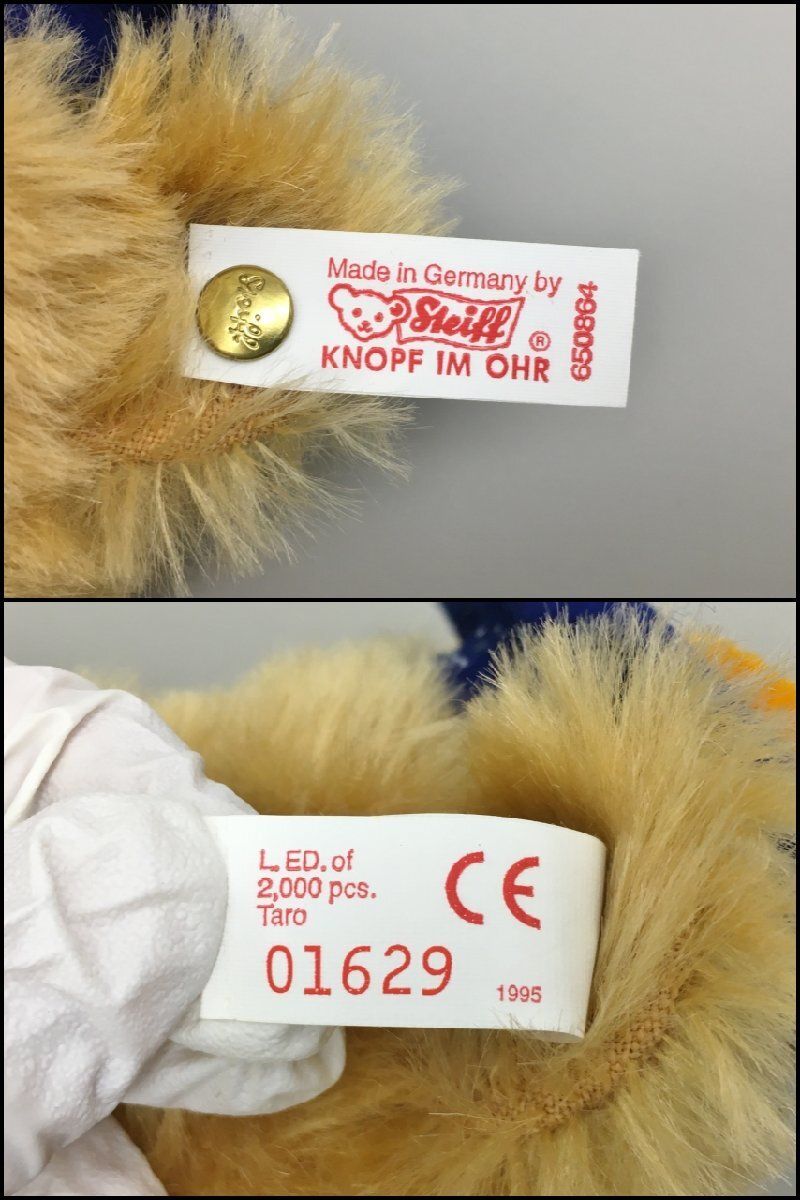 Steiff
Made in Germany by
Steiff
®
KNOPF IM OHR
650864
L. ED. of
2,000 pcs.
Taro
CE
01629
1995